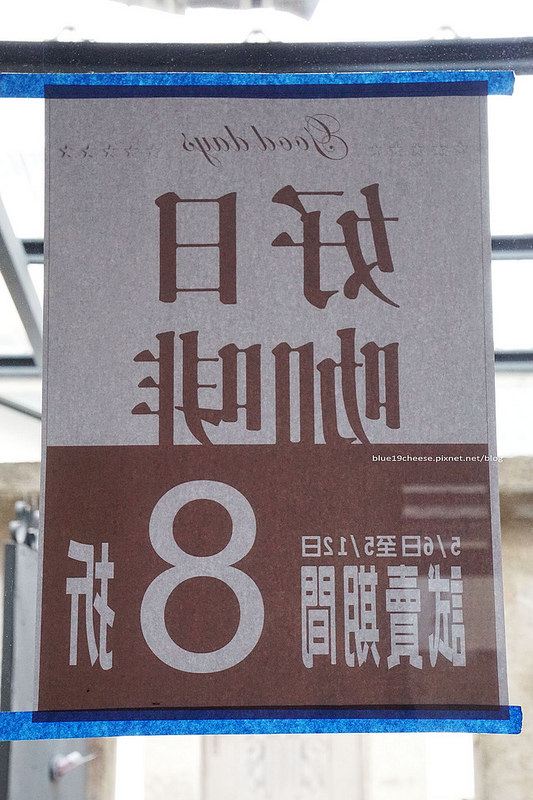 Good days
好日
咖啡
blue19cheese.pixnet.net/blog
5/6日至5/12日
試賣期間
8折